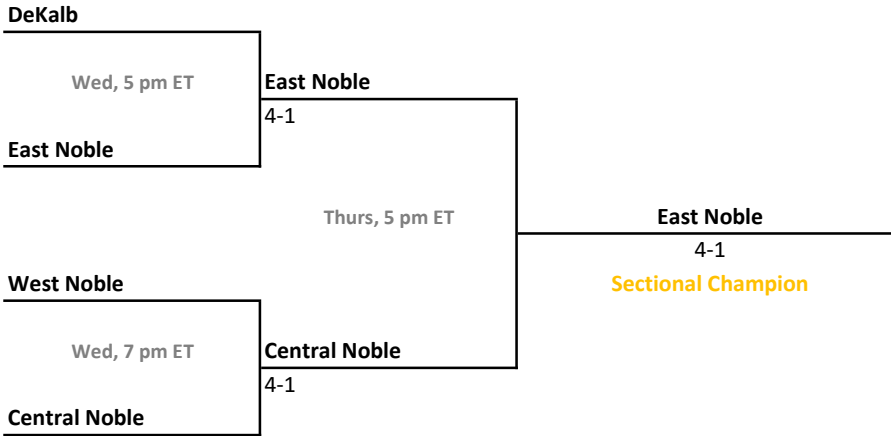 DeKalb
Wed, 5 pm ET
East Noble
4-1
East Noble
Thurs, 5 pm ET
East Noble
4-1
Sectional Champion
West Noble
Wed, 7 pm ET
Central Noble
4-1
Central Noble